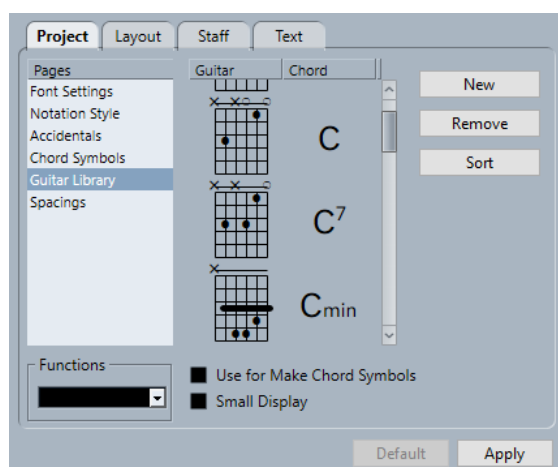 Project Layout Staff Text
Pages
Font Settings
Notation Style
Accidentals
Chord Symbols
Guitar Library
Spacings
Guitar Chord
C
C7
Cmin
New
Remove
Sort
Functions
Use for Make Chord Symbols
Small Display
Default Apply